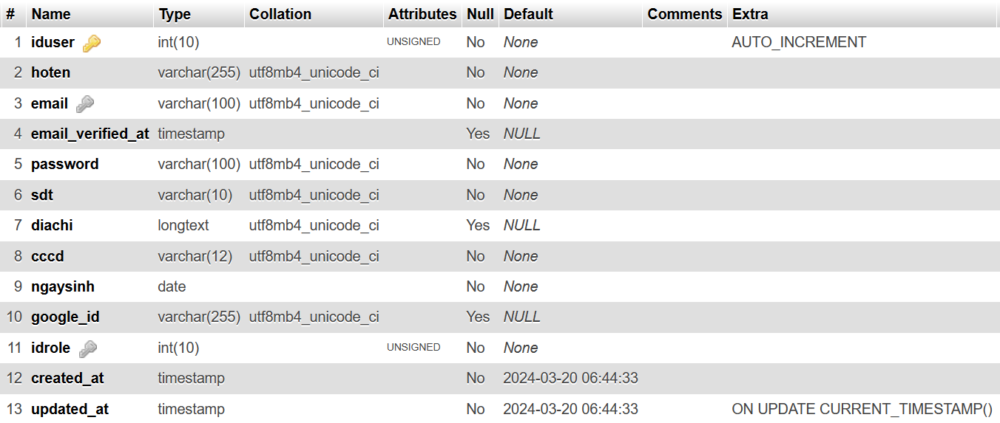 # Name Type Collation Attributes Null Default Comments Extra
1 iduser int(10) UNSIGNED No None AUTO_INCREMENT
2 hoten varchar(255) utf8mb4_unicode_ci No None
3 email varchar(100) utf8mb4_unicode_ci No None
4 email_verified_at timestamp Yes NULL
5 password varchar(100) utf8mb4_unicode_ci No None
6 sdt varchar(10) utf8mb4_unicode_ci No None
7 diachi longtext utf8mb4_unicode_ci Yes NULL
8 cccd varchar(12) utf8mb4_unicode_ci No None
9 ngaysinh date No None
10 google_id varchar(255) utf8mb4_unicode_ci Yes NULL
11 idrole int(10) UNSIGNED No None
12 created_at timestamp No 2024-03-20 06:44:33
13 updated_at timestamp No 2024-03-20 06:44:33 ON UPDATE CURRENT_TIMESTAMP()